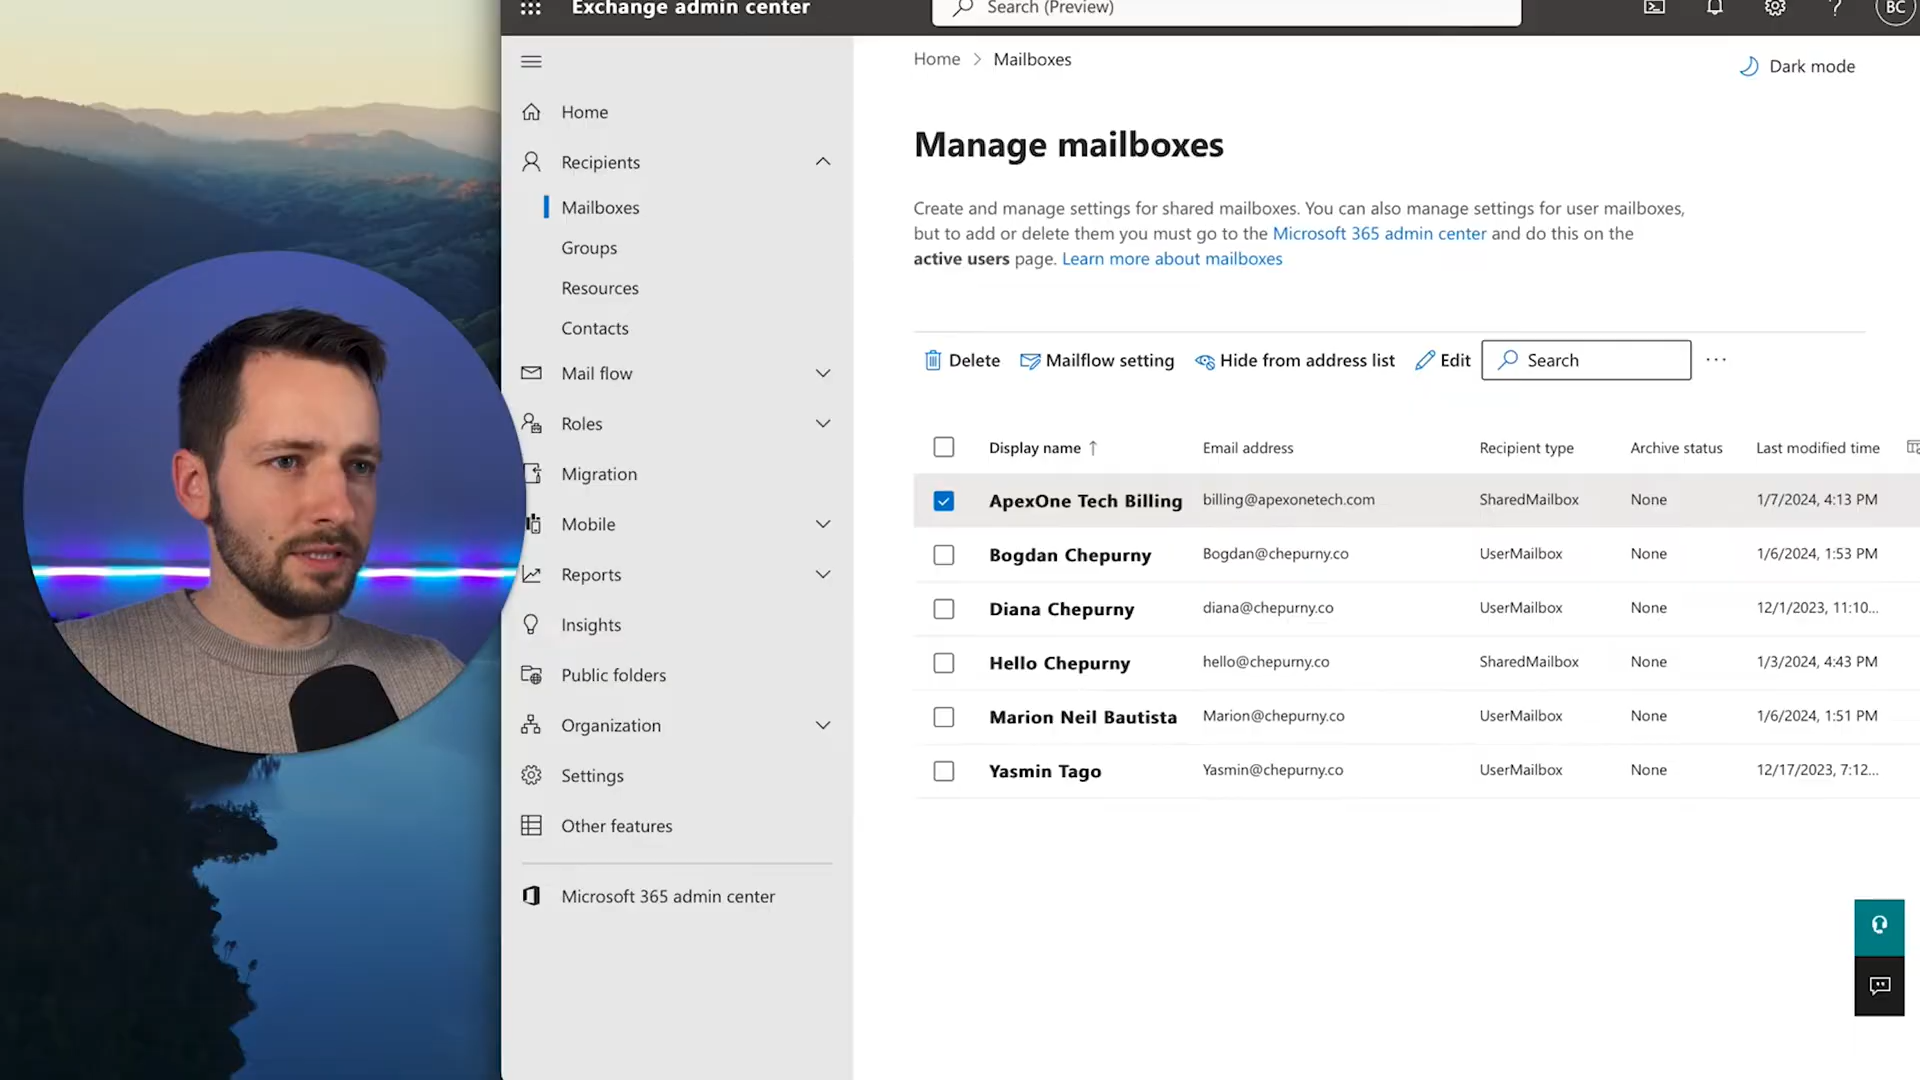 Exchange admin center
Search (Preview)
BC
Home
Recipients
Mailboxes
Groups
Resources
Contacts
Mail flow
Roles
Migration
Mobile
Reports
Insights
Public folders
Organization
Settings
Other features
Microsoft 365 admin center
Home > Mailboxes
Dark mode
Manage mailboxes
Create and manage settings for shared mailboxes. You can also manage settings for user mailboxes,
but to add or delete them you must go to the Microsoft 365 admin center and do this on the
active users page. Learn more about mailboxes
Delete Mailflow setting Hide from address list Edit Search ...
Display name ↑ Email address Recipient type Archive status Last modified time
ApexOne Tech Billing billing@apexonetech.com SharedMailbox None 1/7/2024, 4:13 PM
Bogdan Chepurny Bogdan@chepurny.co UserMailbox None 1/6/2024, 1:53 PM
Diana Chepurny diana@chepurny.co UserMailbox None 12/1/2023, 11:10...
Hello Chepurny hello@chepurny.co SharedMailbox None 1/3/2024, 4:43 PM
Marion Neil Bautista Marion@chepurny.co UserMailbox None 1/6/2024, 1:51 PM
Yasmin Tago Yasmin@chepurny.co UserMailbox None 12/17/2023, 7:12...